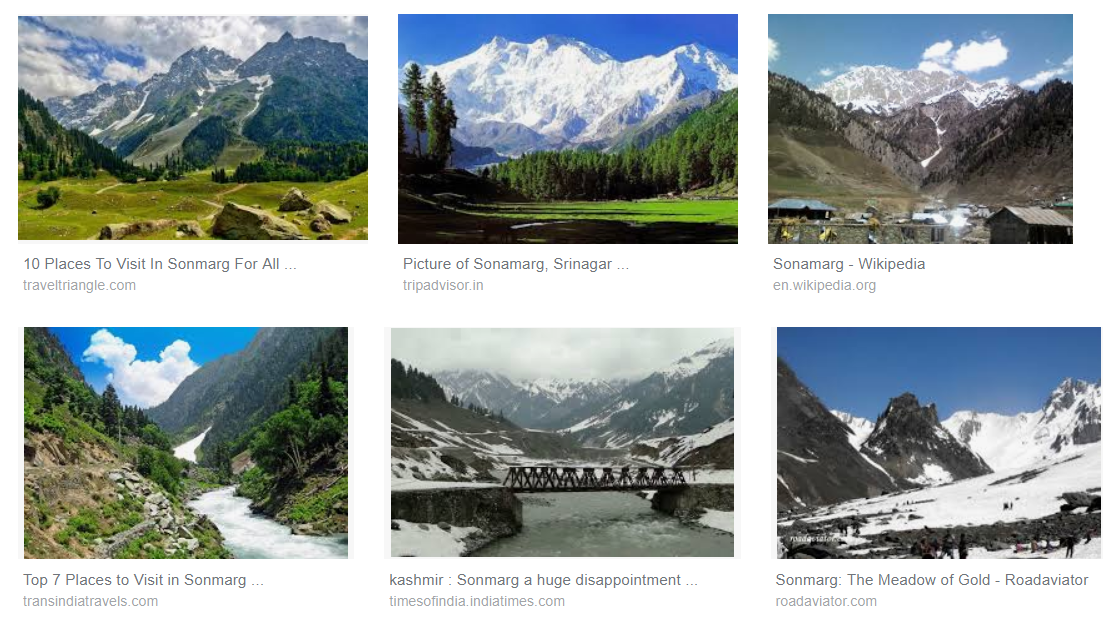 10 Places To Visit In Sonmarg For All ...
traveltriangle.com
Picture of Sonamarg, Srinagar ...
tripadvisor.in
Sonamarg - Wikipedia
en.wikipedia.org
roadaviator.com
Top 7 Places to Visit in Sonmarg ...
transindiatravels.com
kashmir : Sonmarg a huge disappointment ...
timesofindia.indiatimes.com
Sonmarg: The Meadow of Gold - Roadaviator
roadaviator.com